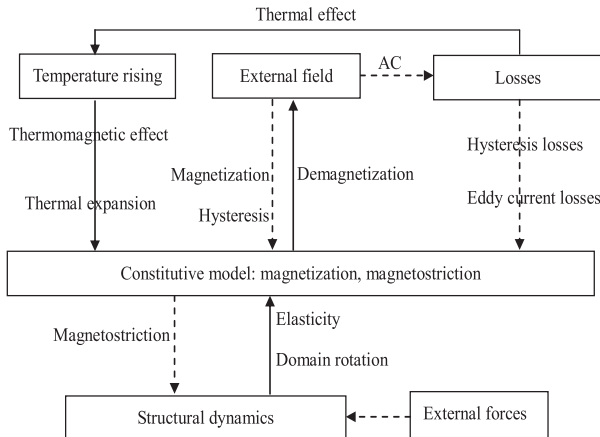 Thermal effect
Temperature rising
External field
AC
Losses
Thermomagnetic effect
Hysteresis losses
Magnetization
Demagnetization
Thermal expansion
Eddy current losses
Hysteresis
Constitutive model: magnetization, magnetostriction
Magnetostriction
Elasticity
Domain rotation
Structural dynamics
External forces